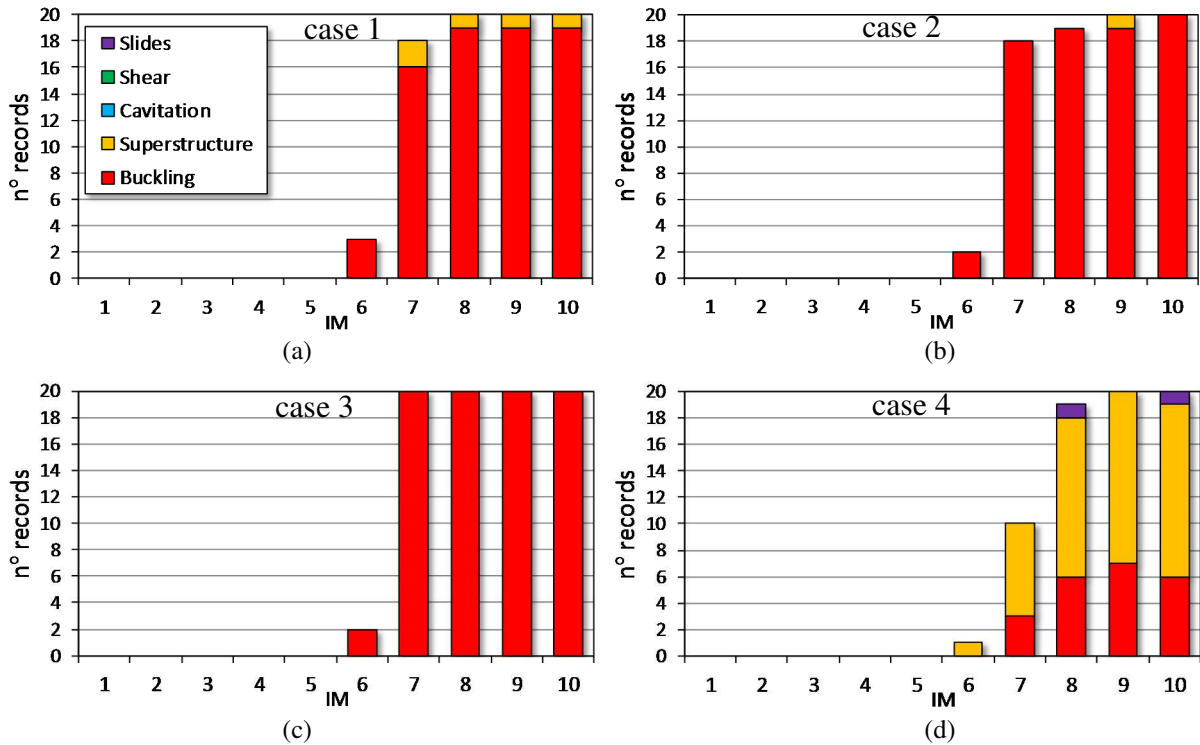 case 1
n° records
20
18
16
14
12
10
8
6
4
2
0
Slides
Shear
Cavitation
Superstructure
Buckling
1 2 3 4 5 6 7 8 9 10
IM
(a)
case 2
n° records
20
18
16
14
12
10
8
6
4
2
0
1 2 3 4 5 6 7 8 9 10
IM
(b)
case 3
n° records
20
18
16
14
12
10
8
6
4
2
0
1 2 3 4 5 6 7 8 9 10
IM
(c)
case 4
n° records
20
18
16
14
12
10
8
6
4
2
0
1 2 3 4 5 6 7 8 9 10
IM
(d)